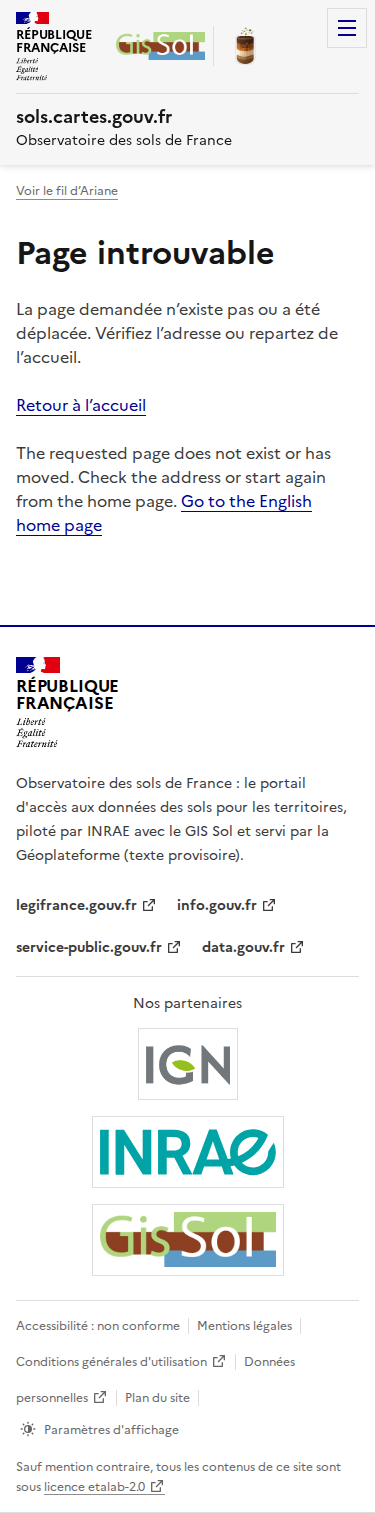 RÉPUBLIQUE
FRANÇAISE
Liberté
Égalité
Fraternité
GisSol
sols.cartes.gouv.fr
Observatoire des sols de France
Voir le fil d’Ariane
Page introuvable
La page demandée n’existe pas ou a été
déplacée. Vérifiez l’adresse ou repartez de
l’accueil.
Retour à l’accueil
The requested page does not exist or has
moved. Check the address or start again
from the home page. Go to the English
home page
RÉPUBLIQUE
FRANÇAISE
Liberté
Égalité
Fraternité
Observatoire des sols de France : le portail
d'accès aux données des sols pour les territoires,
piloté par INRAE avec le GIS Sol et servi par la
Géoplateforme (texte provisoire).
legifrance.gouv.fr info.gouv.fr
service-public.gouv.fr data.gouv.fr
Nos partenaires
IGN
INRAE
GisSol
Accessibilité : non conforme Mentions légales
Conditions générales d'utilisation Données
personnelles Plan du site
Paramètres d'affichage
Sauf mention contraire, tous les contenus de ce site sont
sous licence etalab-2.0